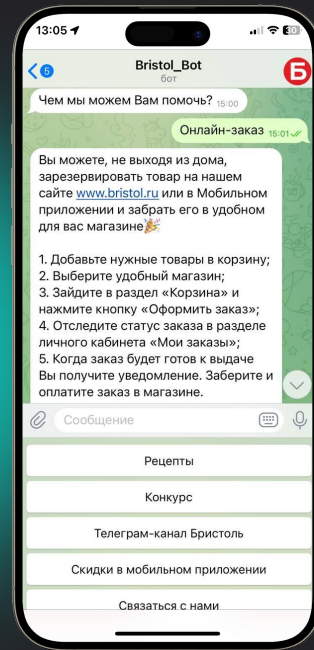 13:05
30
5
Bristol_Bot
бот
Б
Чем мы можем Вам помочь? 15:00
Онлайн-заказ 15:01
Вы можете, не выходя из дома,
зарезервировать товар на нашем
сайте www.bristol.ru или в Мобильном
приложении и забрать его в удобном
для вас магазине🎉
1. Добавьте нужные товары в корзину;
2. Выберите удобный магазин;
3. Зайдите в раздел «Корзина» и
нажмите кнопку «Оформить заказ»;
4. Отследите статус заказа в разделе
личного кабинета «Мои заказы»;
5. Когда заказ будет готов к выдаче
Вы получите уведомление. Заберите и
оплатите заказ в магазине.
Сообщение
Рецепты
Конкурс
Телеграм-канал Бристоль
Скидки в мобильном приложении
Связаться с нами